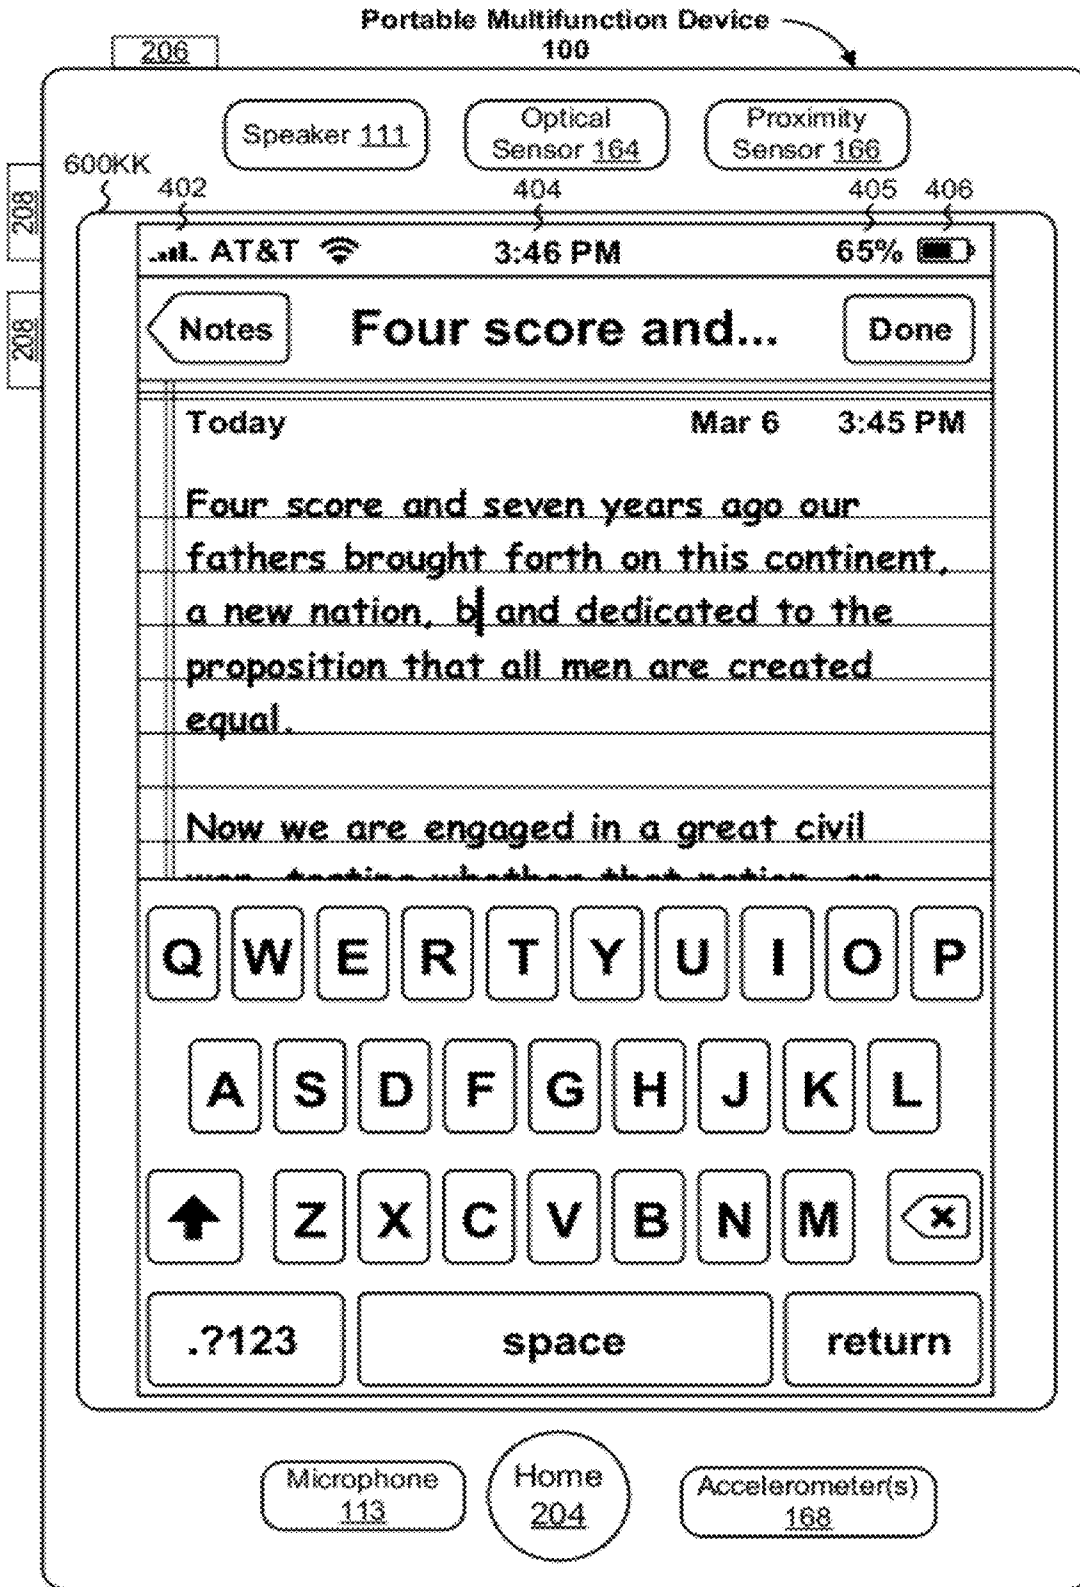 Portable Multifunction Device
100
206
Speaker 111
Optical
Sensor 164
Proximity
Sensor 166
600KK
402
404
405
406
208
208
AT&T
3:46 PM
65%
Notes
Four score and...
Done
Today
Mar 6
3:45 PM
Four score and seven years ago our
fathers brought forth on this continent,
a new nation, b and dedicated to the
proposition that all men are created
equal.
Now we are engaged in a great civil
Q W E R T Y U I O P
A S D F G H J K L
Z X C V B N M
.?123
space
return
Microphone
113
Home
204
Accelerometer(s)
168